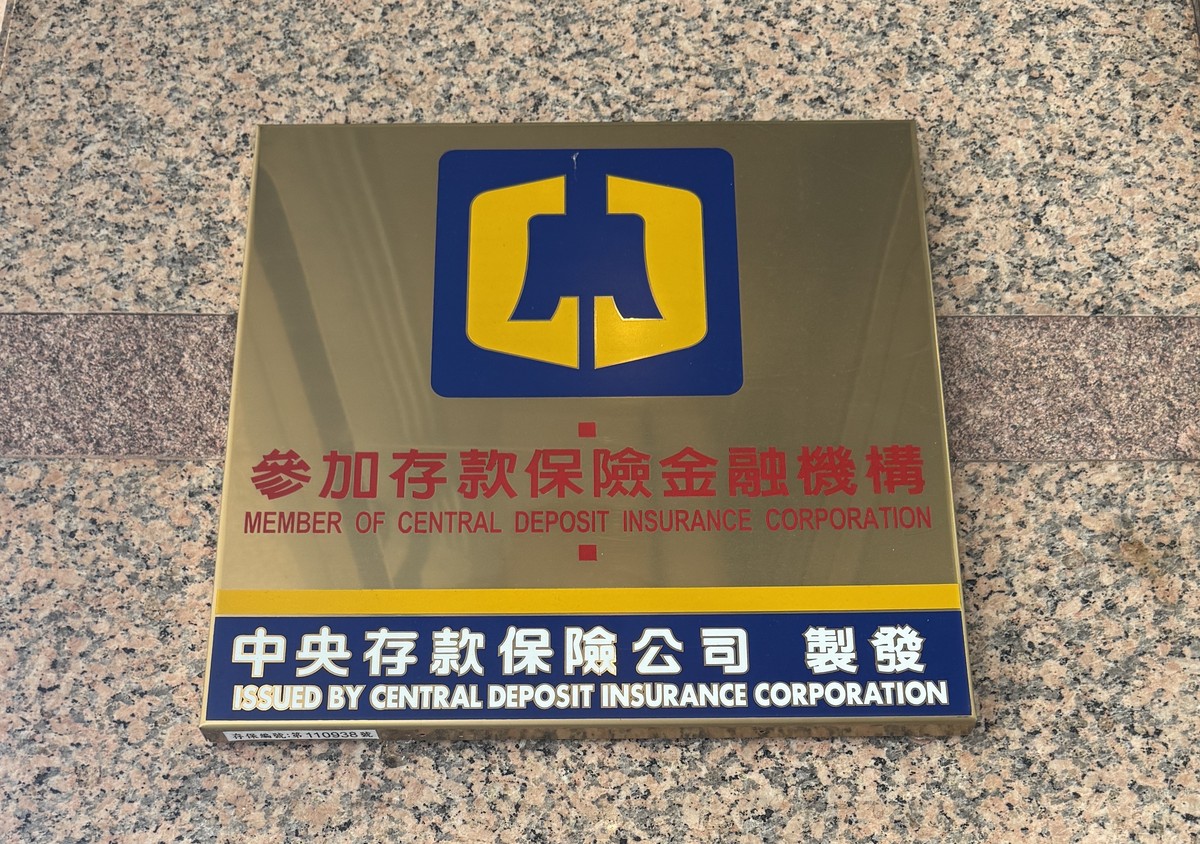 參加存款保險金融機構
MEMBER OF CENTRAL DEPOSIT INSURANCE CORPORATION
中央存款保險公司 製發
ISSUED BY CENTRAL DEPOSIT INSURANCE CORPORATION
存保編號:第110938號